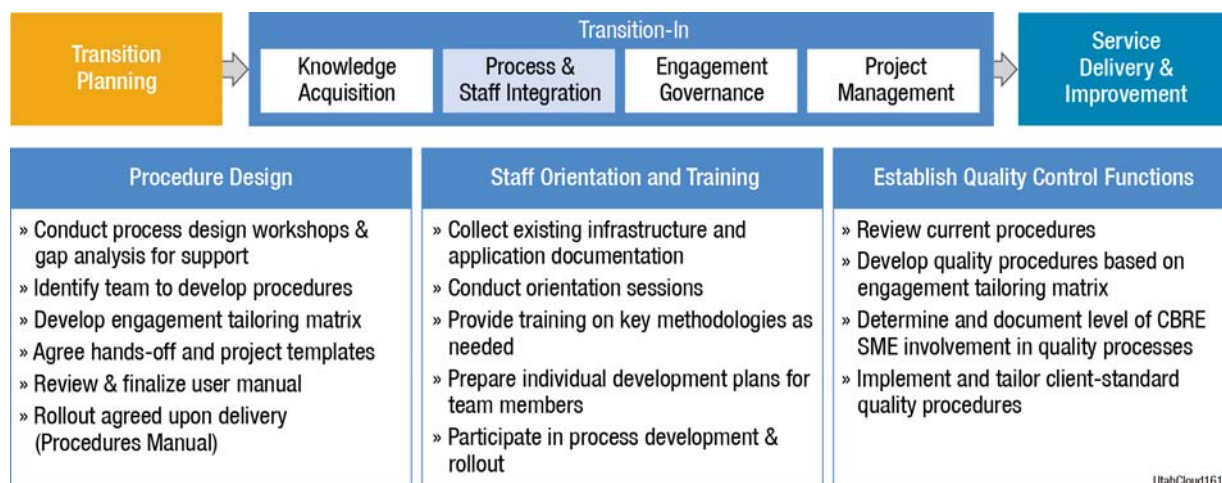 Transition
Planning
Transition-In
Knowledge
Acquisition
Process &
Staff Integration
Engagement
Governance
Project
Management
Service
Delivery &
Improvement
Procedure Design
» Conduct process design workshops &
gap analysis for support
» Identify team to develop procedures
» Develop engagement tailoring matrix
» Agree hands-off and project templates
» Review & finalize user manual
» Rollout agreed upon delivery
(Procedures Manual)
Staff Orientation and Training
» Collect existing infrastructure and
application documentation
» Conduct orientation sessions
» Provide training on key methodologies as
needed
» Prepare individual development plans for
team members
» Participate in process development &
rollout
Establish Quality Control Functions
» Review current procedures
» Develop quality procedures based on
engagement tailoring matrix
» Determine and document level of CBRE
SME involvement in quality processes
» Implement and tailor client-standard
quality procedures
UtahCloud161